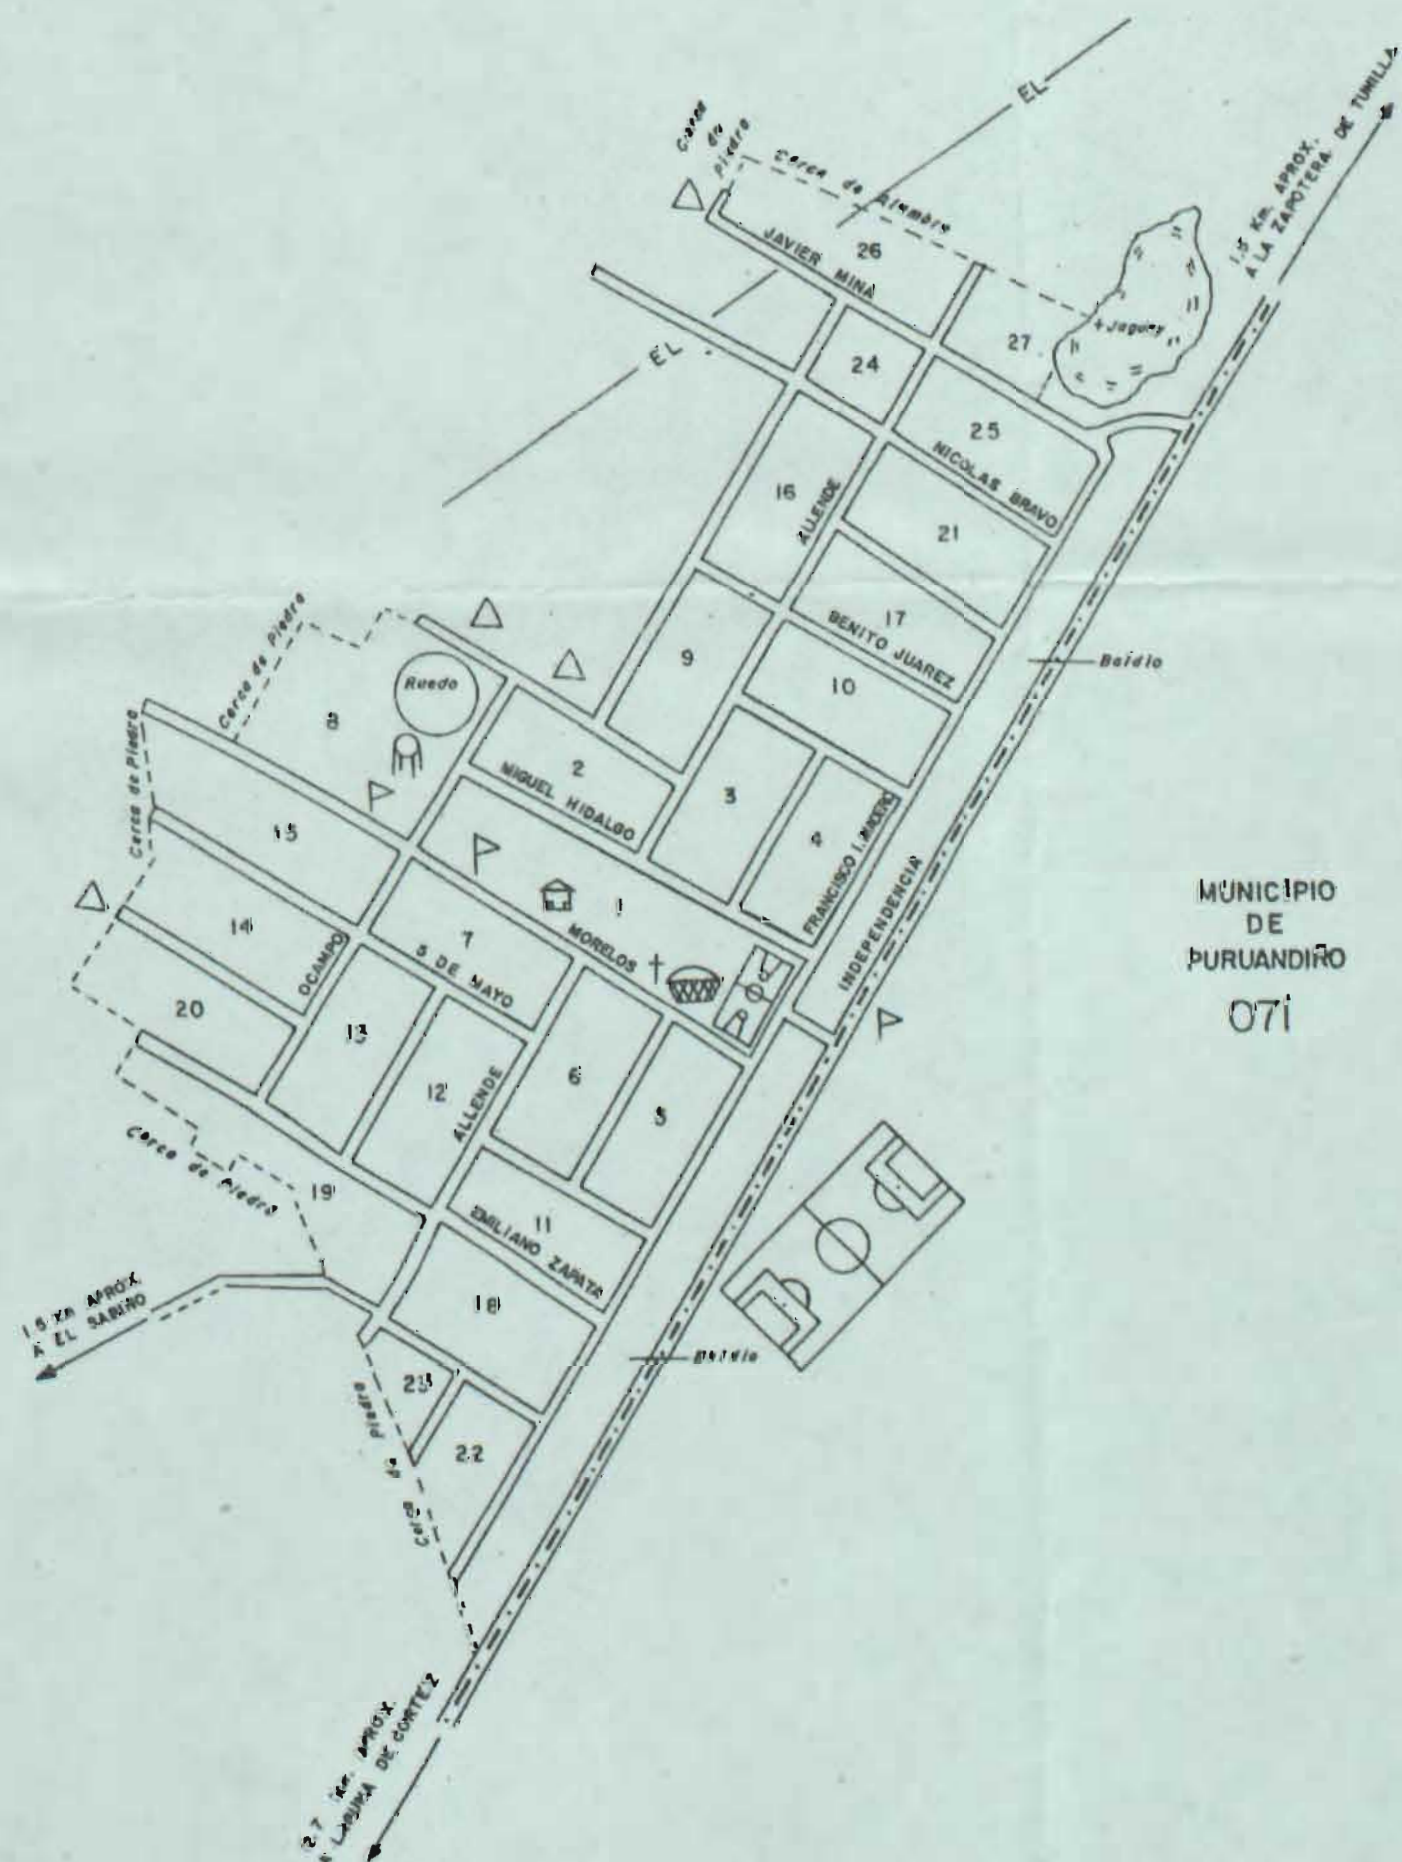 EL
1.5 Km. APROX.
A LA ZAPOTERA DE TUMILLA
Cerca
de
Piedra
Cerca de Alambre
26
JAVIER MINA
EL
24
27
+Jaguey
25
NICOLAS BRAVO
16
ALLENDE
21
17
BENITO JUAREZ
Baldio
Cerca de Piedra
Ruedo
8
9
10
2
MIGUEL HIDALGO
3
4
FRANCISCO I. MADERO
INDEPENDENCIA
Cerca de Piedra
15
14
OCAMPO
20
1
MORELOS
7
5 DE MAYO
MUNICIPIO
DE
PURUANDIRO
071
13
12
ALLENDE
6
5
Cerca de Piedra
19
11
EMILIANO ZAPATA
1.5 Km APROX.
A EL SABINO
18
Baldio
23
22
Cerca de Piedra
2.7 Km. APROX.
LAGUNA DE CORTEZ